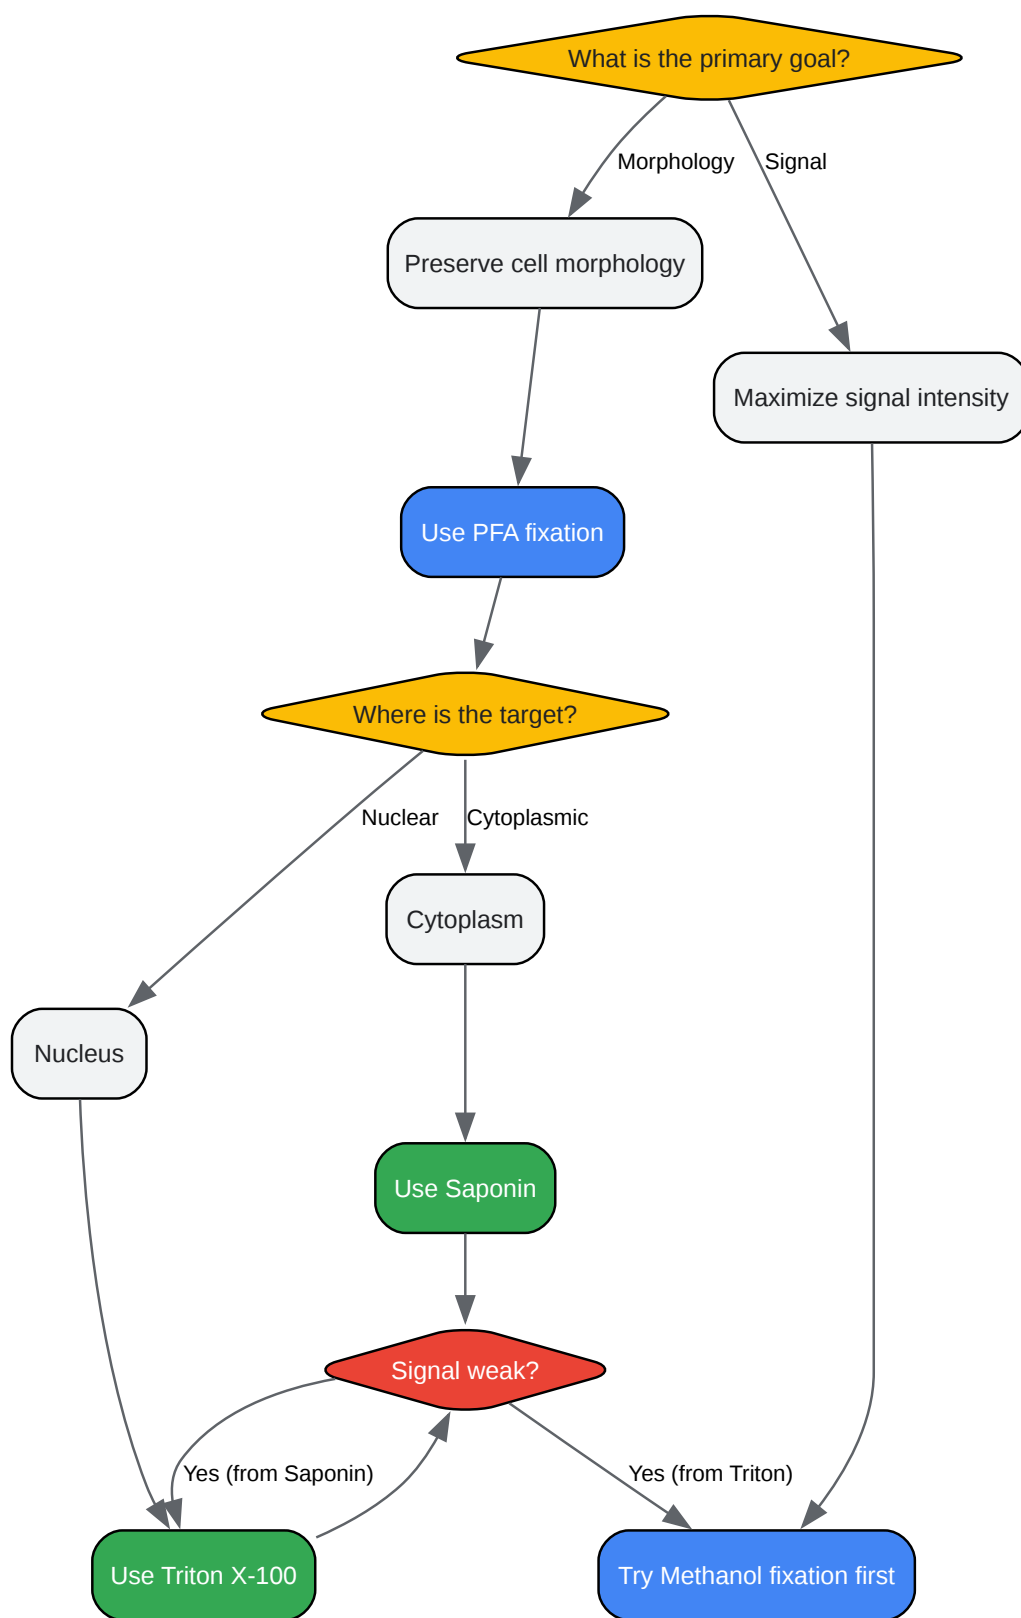 What is the primary goal?
Morphology
Signal
Preserve cell morphology
Maximize signal intensity
Use PFA fixation
Where is the target?
Nuclear
Cytoplasmic
Cytoplasm
Nucleus
Use Saponin
Signal weak?
Yes (from Saponin)
Yes (from Triton)
Use Triton X-100
Try Methanol fixation first